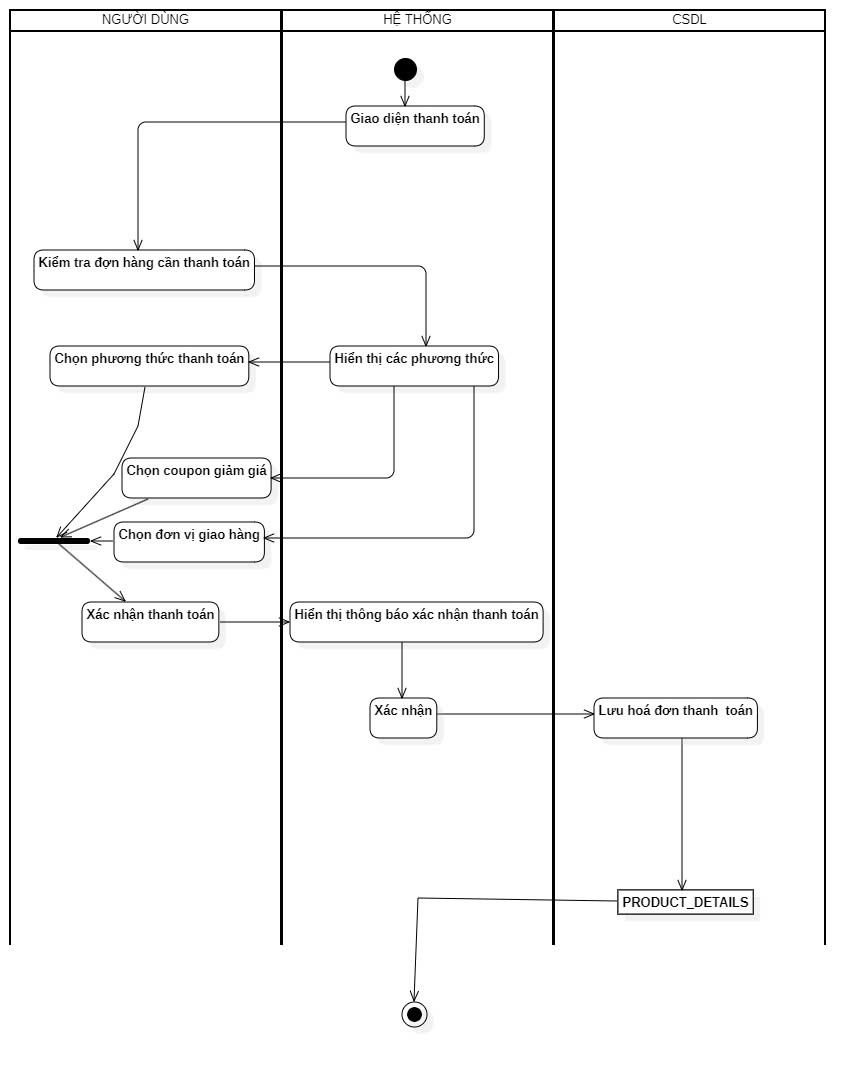 NGƯỜI DÙNG
HỆ THỐNG
CSDL
Giao diện thanh toán
Kiểm tra đợn hàng cần thanh toán
Chọn phương thức thanh toán
Hiển thị các phương thức
Chọn coupon giảm giá
Chọn đơn vị giao hàng
Xác nhận thanh toán
Hiển thị thông báo xác nhận thanh toán
Xác nhận
Lưu hoá đơn thanh  toán
PRODUCT_DETAILS